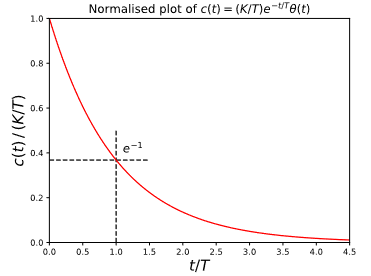 Normalised plot of c(t) = (K/T)e^{-t/T}θ(t)
c(t) / (K/T)
1.0
0.8
0.6
0.4
0.2
0.0
e^{-1}
0.0 0.5 1.0 1.5 2.0 2.5 3.0 3.5 4.0 4.5
t/T